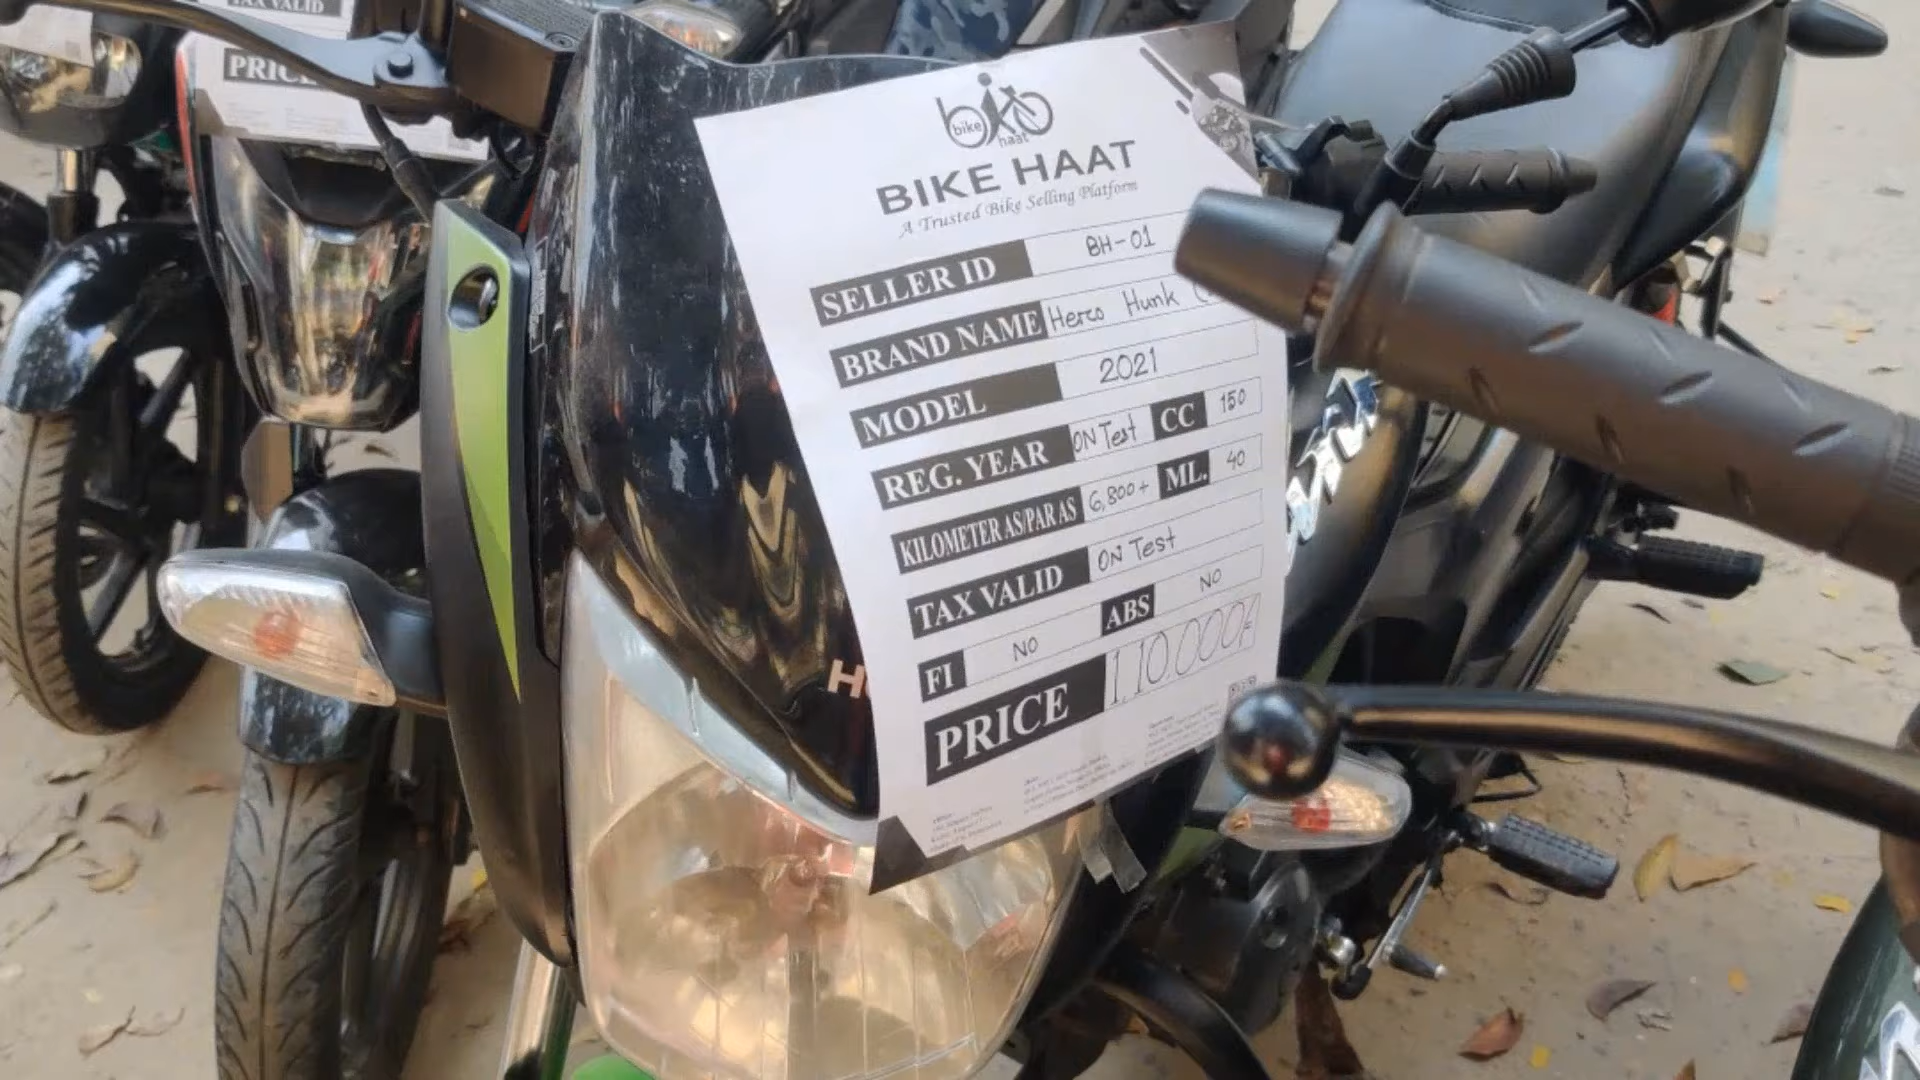 TAX VALID
PRIC
bike
haat
BIKE HAAT
A Trusted Bike Selling Platform
SELLER ID BH-01
BRAND NAME Hero Hunk
MODEL 2021
REG. YEAR ON Test CC 150
KILOMETER AS/PAR AS 6,800+ ML. 40
TAX VALID ON Test
FI NO ABS NO
PRICE 1,10,000/=